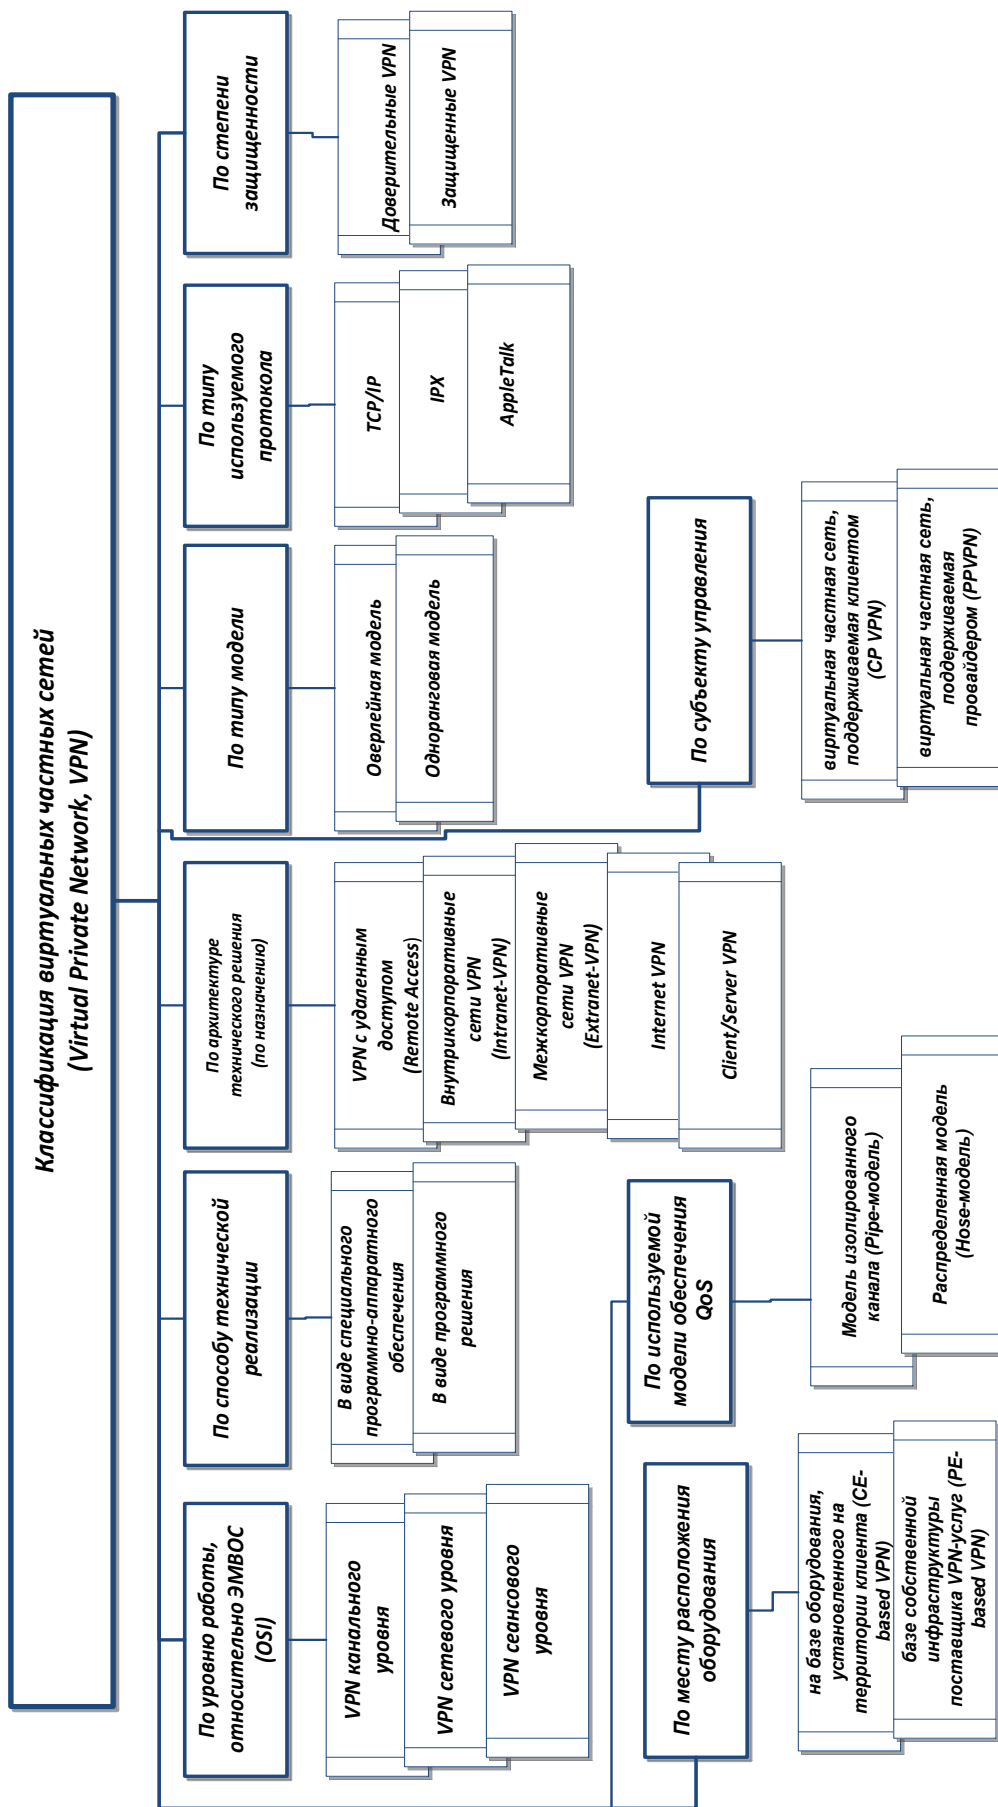 Классификация виртуальных частных сетей
(Virtual Private Network, VPN)
По уровню работы,
относительно ЭМВОС
(OSI)
VPN канального
уровня
VPN сетевого уровня
VPN сеансового
уровня
По способу технической
реализации
В виде специального
программно-аппаратного
обеспечения
В виде программного
решения
По архитектуре
технического решения
(по назначению)
VPN с удаленным
доступом
(Remote Access)
Внутрикорпоративные
сети VPN
(Intranet-VPN)
Межкорпоративные
сети VPN
(Extranet-VPN)
Internet VPN
Client/Server VPN
По типу модели
Оверлейная модель
Одноранговая модель
По типу
используемого
протокола
TCP/IP
IPX
AppleTalk
По степени
защищенности
Доверительные VPN
Защищенные VPN
По месту расположения
оборудования
на базе оборудования,
установленного на
территории клиента (CE-
based VPN)
базе собственной
инфраструктуры
поставщика VPN-услуг (PE-
based VPN)
По используемой
модели обеспечения
QoS
Модель изолированного
канала (Pipe-модель)
Распределенная модель
(Hose-модель)
По субъекту управления
виртуальная частная сеть,
поддерживаемая клиентом
(CP VPN)
виртуальная частная сеть,
поддерживаемая
провайдером (PPVPN)